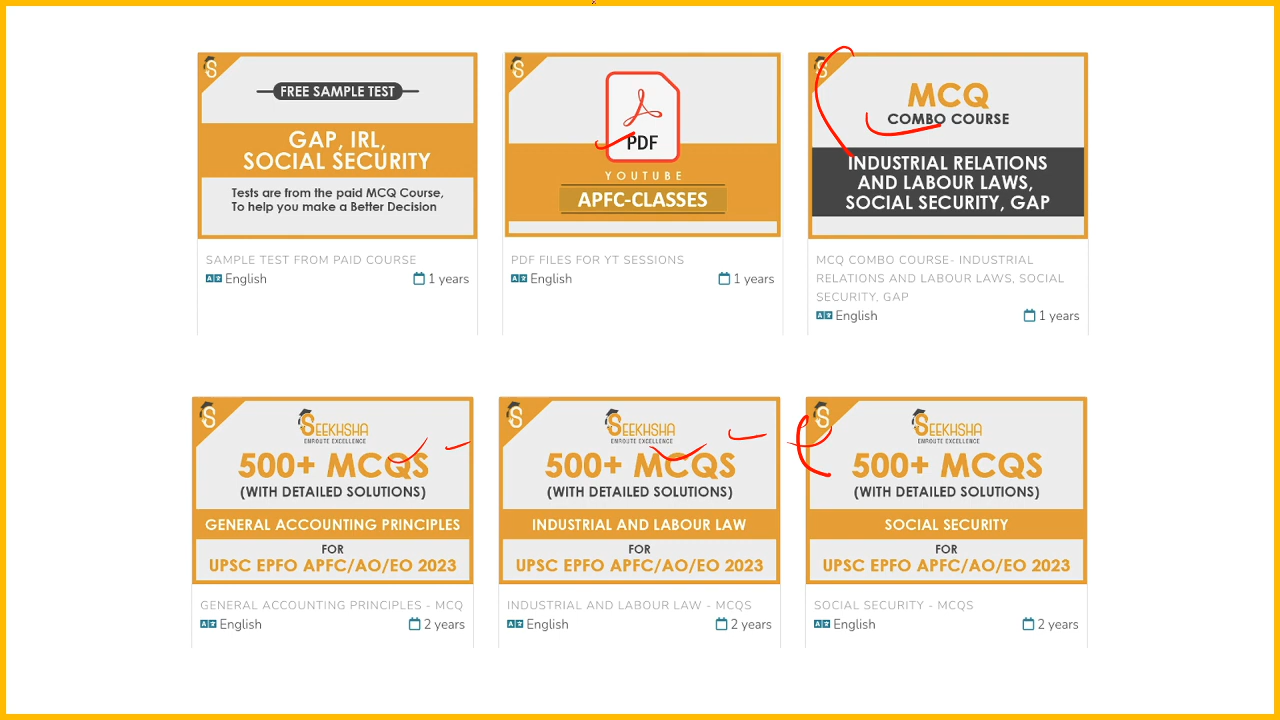 FREE SAMPLE TEST
GAP, IRL,
SOCIAL SECURITY
Tests are from the paid MCQ Course,
To help you make a Better Decision
SAMPLE TEST FROM PAID COURSE
English
1 years
PDF
YOUTUBE
APFC-CLASSES
PDF FILES FOR YT SESSIONS
English
1 years
MCQ
COMBO COURSE
INDUSTRIAL RELATIONS
AND LABOUR LAWS,
SOCIAL SECURITY, GAP
MCQ COMBO COURSE- INDUSTRIAL
RELATIONS AND LABOUR LAWS, SOCIAL
SECURITY, GAP
English
1 years
SEEKHSHA
ENROUTE EXCELLENCE
500+ MCQS
(WITH DETAILED SOLUTIONS)
GENERAL ACCOUNTING PRINCIPLES
FOR
UPSC EPFO APFC/AO/EO 2023
GENERAL ACCOUNTING PRINCIPLES - MCQ
English
2 years
SEEKHSHA
ENROUTE EXCELLENCE
500+ MCQS
(WITH DETAILED SOLUTIONS)
INDUSTRIAL AND LABOUR LAW
FOR
UPSC EPFO APFC/AO/EO 2023
INDUSTRIAL AND LABOUR LAW - MCQS
English
2 years
SEEKHSHA
ENROUTE EXCELLENCE
500+ MCQS
(WITH DETAILED SOLUTIONS)
SOCIAL SECURITY
FOR
UPSC EPFO APFC/AO/EO 2023
SOCIAL SECURITY - MCQS
English
2 years